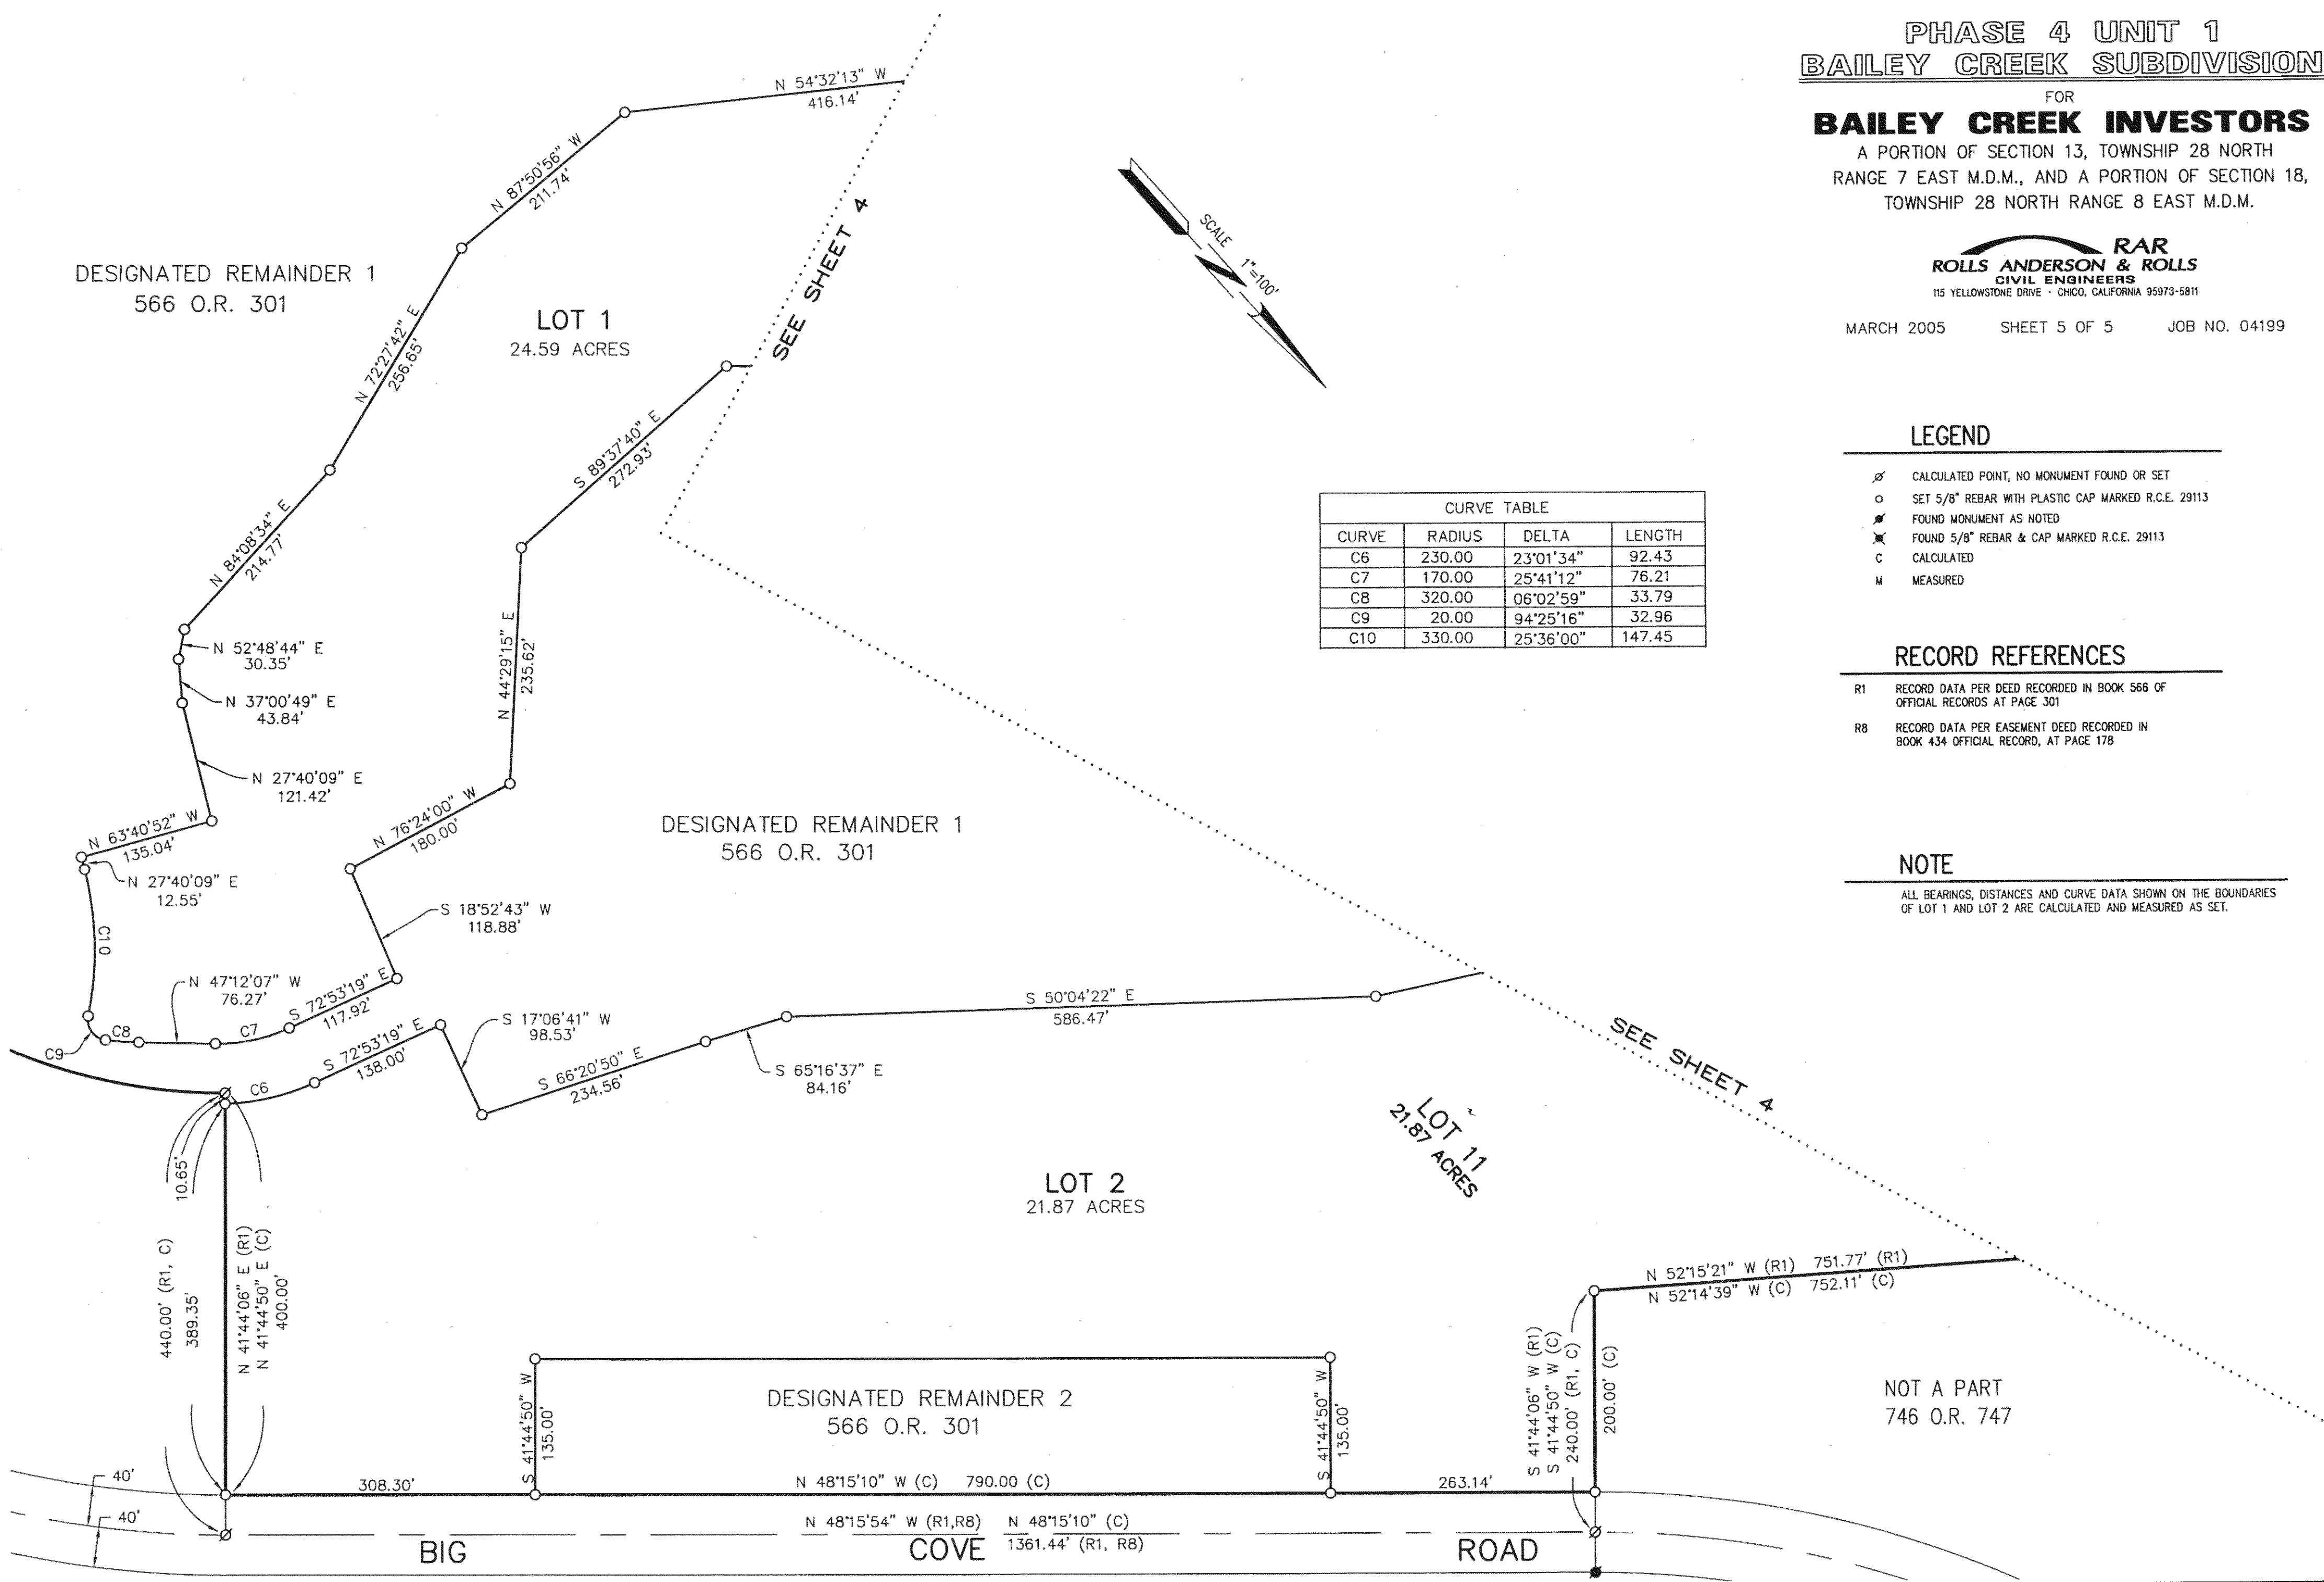 PHASE 4 UNIT 1
BAILEY CREEK SUBDIVISION
FOR
BAILEY CREEK INVESTORS
A PORTION OF SECTION 13, TOWNSHIP 28 NORTH
RANGE 7 EAST M.D.M., AND A PORTION OF SECTION 18,
TOWNSHIP 28 NORTH RANGE 8 EAST M.D.M.
RAR
ROLLS ANDERSON & ROLLS
CIVIL ENGINEERS
115 YELLOWSTONE DRIVE · CHICO, CALIFORNIA 95973-5811
MARCH 2005 SHEET 5 OF 5 JOB NO. 04199
LEGEND
CALCULATED POINT, NO MONUMENT FOUND OR SET
SET 5/8" REBAR WITH PLASTIC CAP MARKED R.C.E. 29113
FOUND MONUMENT AS NOTED
FOUND 5/8" REBAR & CAP MARKED R.C.E. 29113
C CALCULATED
M MEASURED
RECORD REFERENCES
R1 RECORD DATA PER DEED RECORDED IN BOOK 566 OF
OFFICIAL RECORDS AT PAGE 301
R8 RECORD DATA PER EASEMENT DEED RECORDED IN
BOOK 434 OFFICIAL RECORD, AT PAGE 178
NOTE
ALL BEARINGS, DISTANCES AND CURVE DATA SHOWN ON THE BOUNDARIES
OF LOT 1 AND LOT 2 ARE CALCULATED AND MEASURED AS SET.
SCALE 1"=100'
N
CURVE TABLE
CURVE RADIUS DELTA LENGTH
C6 230.00 23°01'34" 92.43
C7 170.00 25°41'12" 76.21
C8 320.00 06°02'59" 33.79
C9 20.00 94°25'16" 32.96
C10 330.00 25°36'00" 147.45
N 54°32'13" W
416.14'
N 87°50'56" W
211.74'
SEE SHEET 4
DESIGNATED REMAINDER 1
566 O.R. 301
LOT 1
24.59 ACRES
N 72°27'42" E
256.65'
S 89°37'40" E
272.93'
N 84°08'34" E
214.77'
N 52°48'44" E
30.35'
N 37°00'49" E
43.84'
N 44°29'15" E
235.62'
N 27°40'09" E
121.42'
N 63°40'52" W
135.04'
N 76°24'00" W
180.00'
DESIGNATED REMAINDER 1
566 O.R. 301
N 27°40'09" E
12.55'
S 18°52'43" W
118.88'
C10
N 47°12'07" W
76.27'
S 72°53'19" E
117.92'
C9
C8
C7
S 50°04'22" E
586.47'
S 17°06'41" W
98.53'
S 72°53'19" E
138.00'
C6
S 66°20'50" E
234.56'
S 65°16'37" E
84.16'
SEE SHEET 4
LOT 11
21.87 ACRES
LOT 2
21.87 ACRES
10.65'
440.00' (R1, C)
389.35'
N 41°44'06" E (R1)
N 41°44'50" E (C)
400.00'
N 52°15'21" W (R1) 751.77' (R1)
N 52°14'39" W (C) 752.11' (C)
S 41°44'06" W (R1)
S 41°44'50" W (C)
240.00' (R1, C)
200.00' (C)
NOT A PART
746 O.R. 747
DESIGNATED REMAINDER 2
566 O.R. 301
S 41°44'50" W
135.00'
S 41°44'50" W
135.00'
40'
308.30'
N 48°15'10" W (C) 790.00 (C)
263.14'
40'
N 48°15'54" W (R1,R8) N 48°15'10" (C)
1361.44' (R1, R8)
BIG COVE ROAD